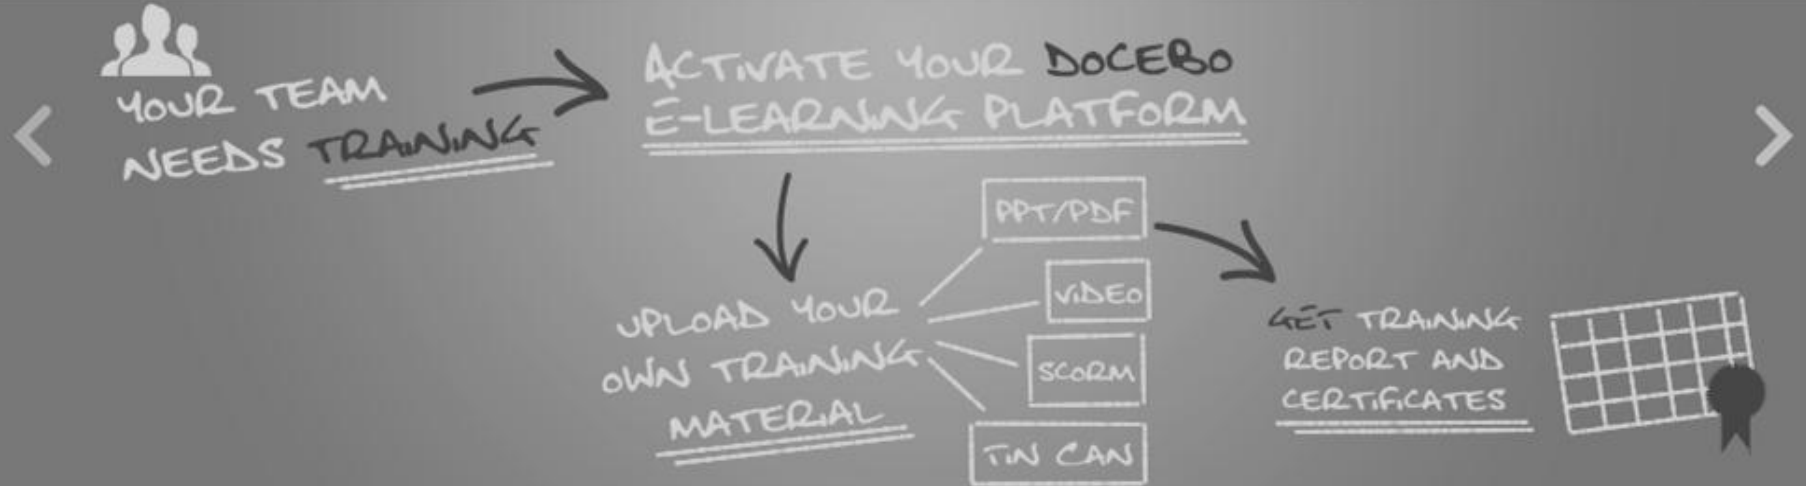 YOUR TEAM
NEEDS TRAINING
ACTIVATE YOUR DOCEBO
E-LEARNING PLATFORM
UPLOAD YOUR
OWN TRAINING
MATERIAL
PPT/PDF
VIDEO
SCORM
TIN CAN
GET TRAINING
REPORT AND
CERTIFICATES